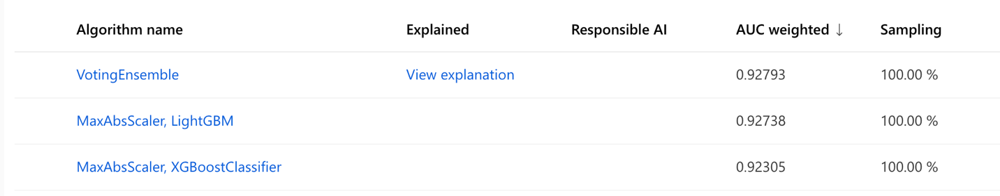 Algorithm name Explained Responsible AI AUC weighted ↓ Sampling
VotingEnsemble View explanation 0.92793 100.00 %
MaxAbsScaler, LightGBM 0.92738 100.00 %
MaxAbsScaler, XGBoostClassifier 0.92305 100.00 %